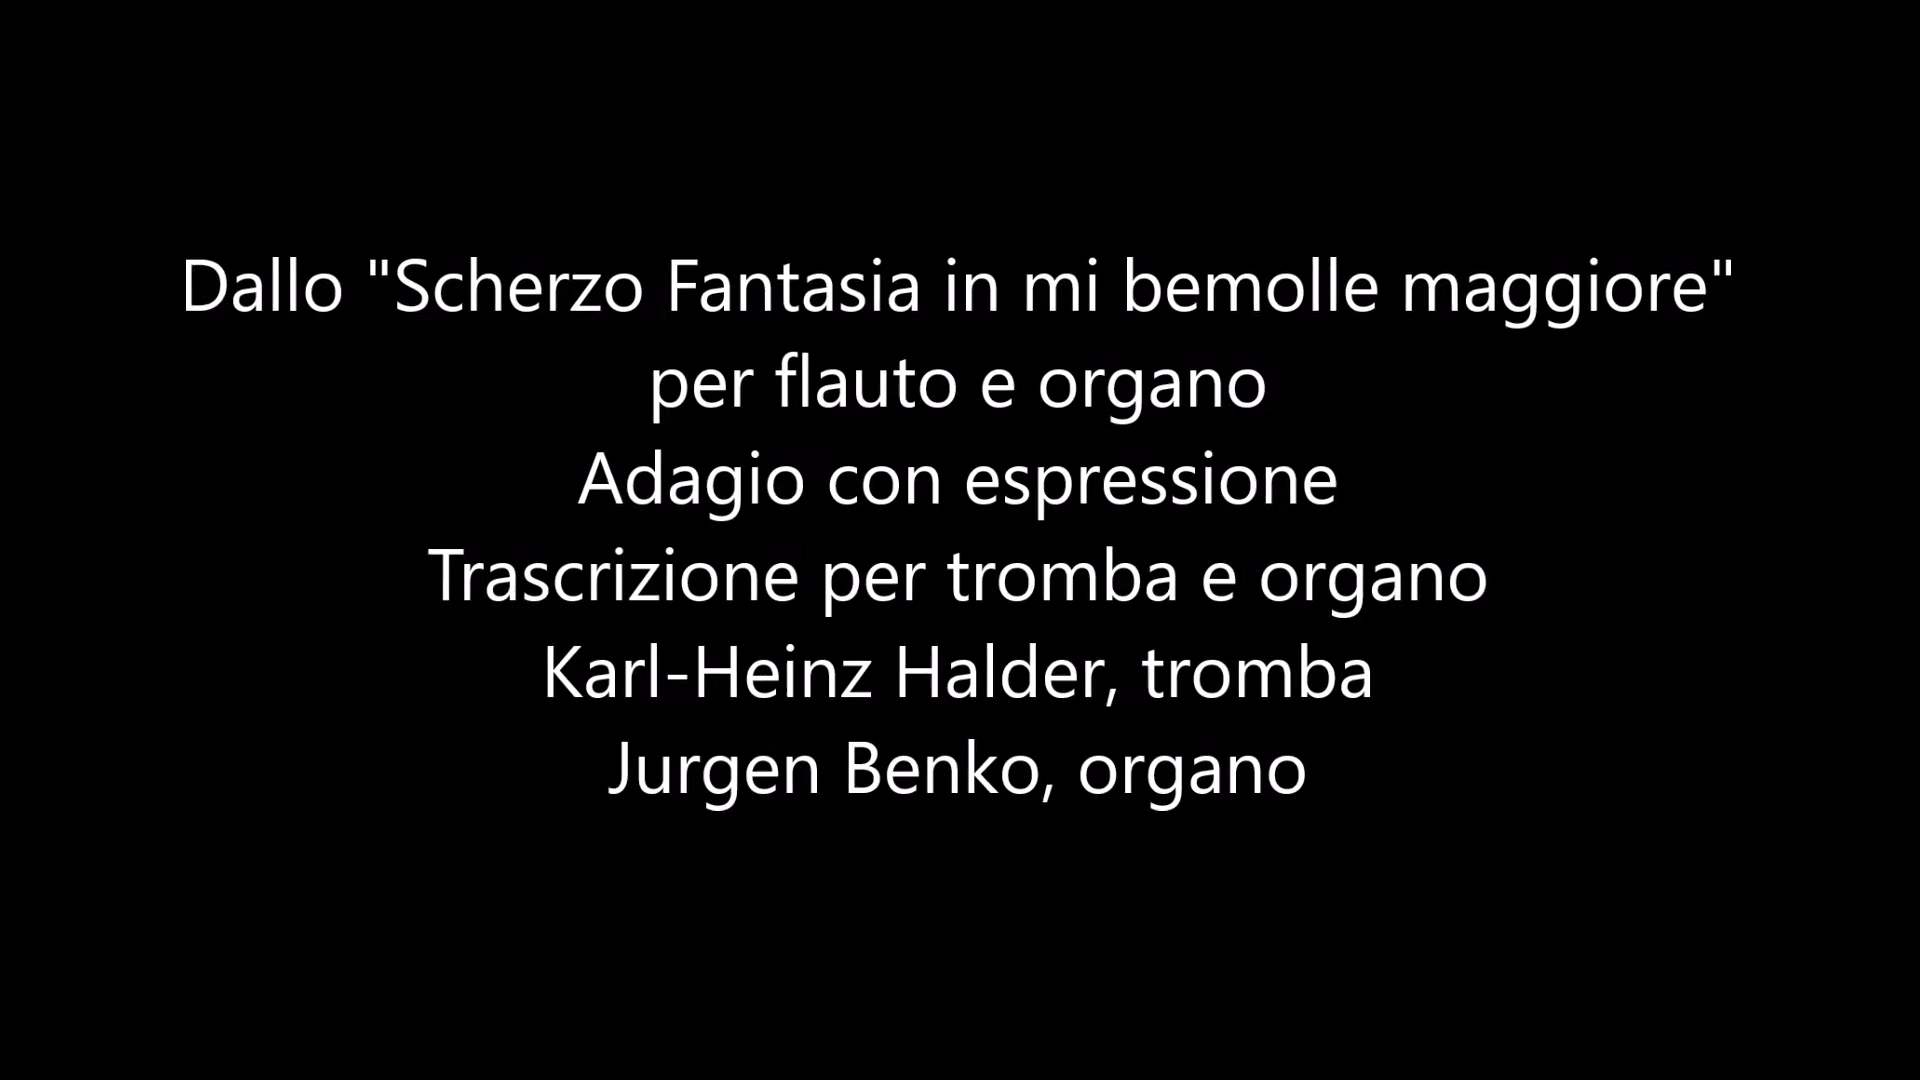 Dallo "Scherzo Fantasia in mi bemolle maggiore"
per flauto e organo
Adagio con espressione
Trascrizione per tromba e organo
Karl-Heinz Halder, tromba
Jurgen Benko, organo